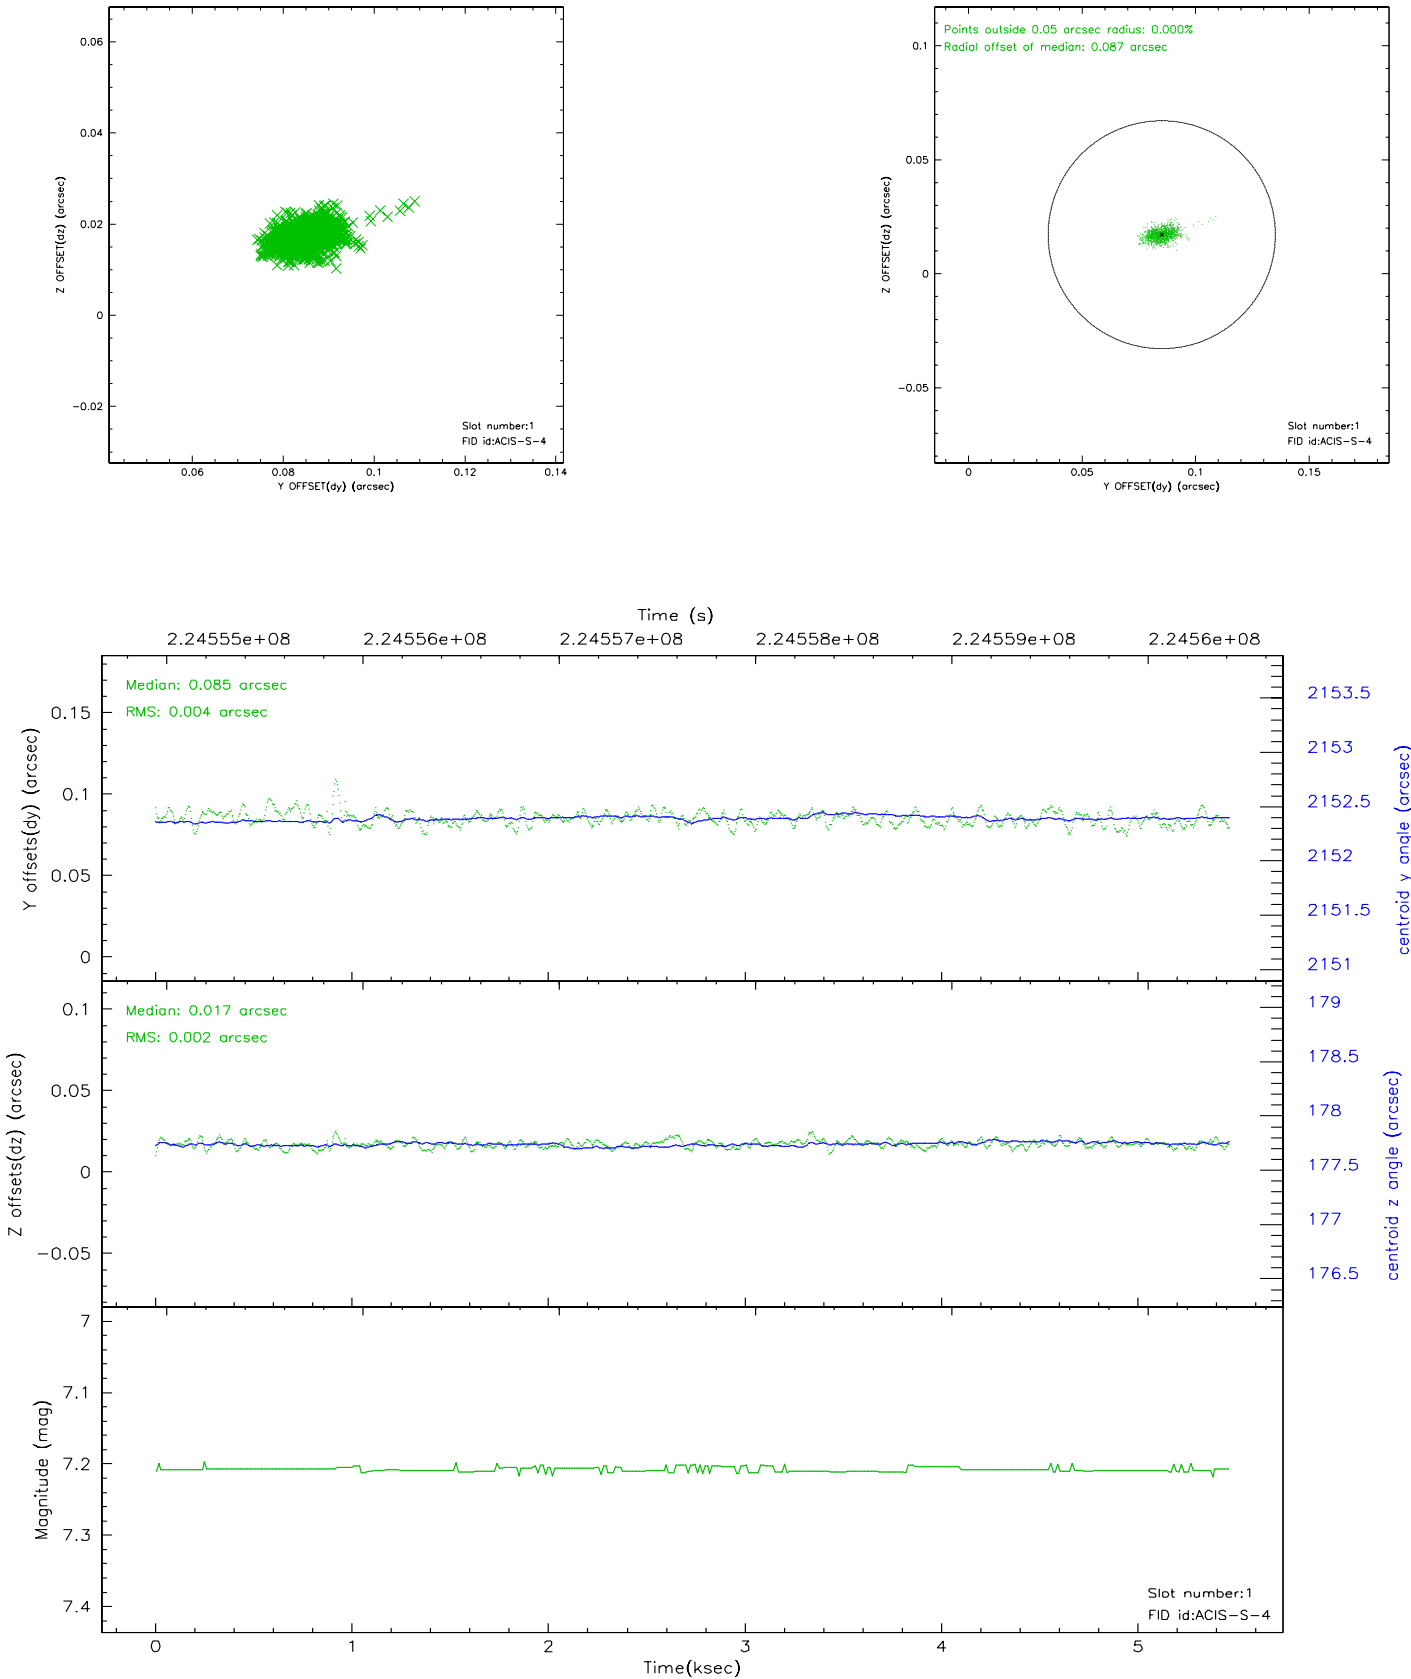 0.06
0.04
0.02
0
−0.02
Z OFFSET(dz) (arcsec)
Slot number:1
FID id:ACIS−S−4
0.06 0.08 0.1 0.12 0.14
Y OFFSET(dy) (arcsec)
Points outside 0.05 arcsec radius: 0.000%
Radial offset of median: 0.087 arcsec
0.1
0.05
0
−0.05
Z OFFSET(dz) (arcsec)
Slot number:1
FID id:ACIS−S−4
0 0.05 0.1 0.15
Y OFFSET(dy) (arcsec)
Time (s)
2.24555e+08 2.24556e+08 2.24557e+08 2.24558e+08 2.24559e+08 2.2456e+08
Median: 0.085 arcsec
RMS: 0.004 arcsec
0.15
0.1
0.05
0
Y offsets(dy) (arcsec)
2153.5
2153
2152.5
2152
2151.5
2151
centroid y angle (arcsec)
Median: 0.017 arcsec
RMS: 0.002 arcsec
0.1
0.05
0
−0.05
Z offsets(dz) (arcsec)
179
178.5
178
177.5
177
176.5
centroid z angle (arcsec)
7
7.1
7.2
7.3
7.4
Magnitude (mag)
Slot number:1
FID id:ACIS−S−4
0 1 2 3 4 5
Time(ksec)